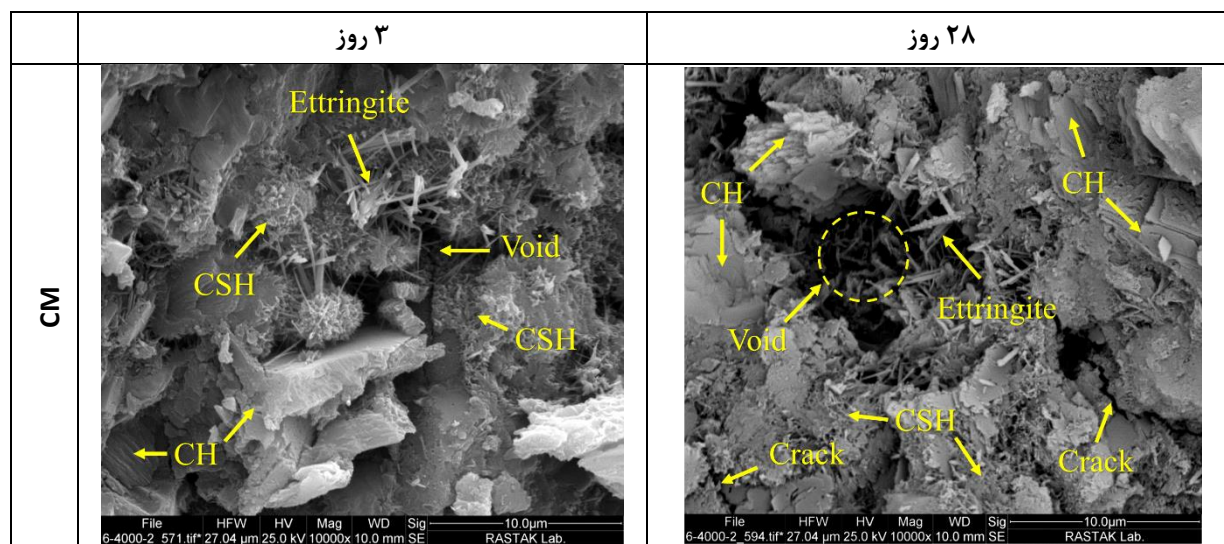 ۳ روز
۲۸ روز
CM
Ettringite
Void
CSH
CSH
CH
CH
CH
Void
Ettringite
CSH
Crack
Crack
File HFW HV Mag WD Sig 10.0µm
6-4000-2_571.tif* 27.04 µm 25.0 kV 10000x 10.0 mm SE RASTAK Lab.
File HFW HV Mag WD Sig 10.0µm
6-4000-2_594.tif* 27.04 µm 25.0 kV 10000x 10.0 mm SE RASTAK Lab.